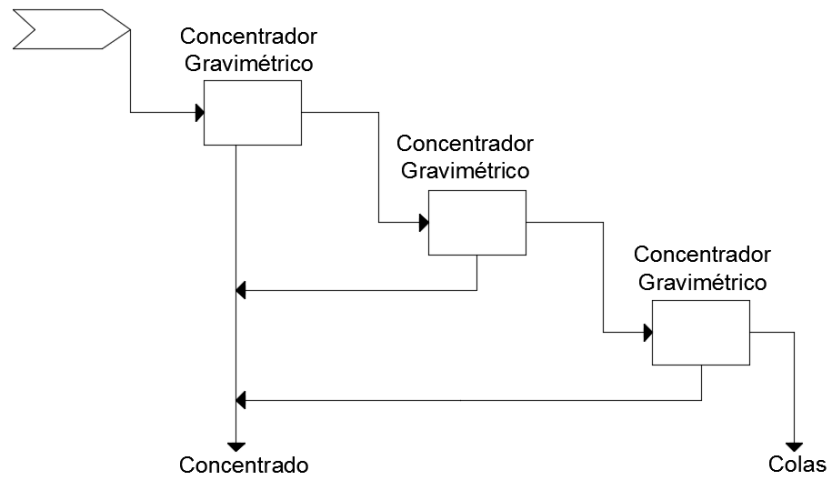 Concentrador
Gravimétrico
Concentrador
Gravimétrico
Concentrador
Gravimétrico
Concentrado
Colas